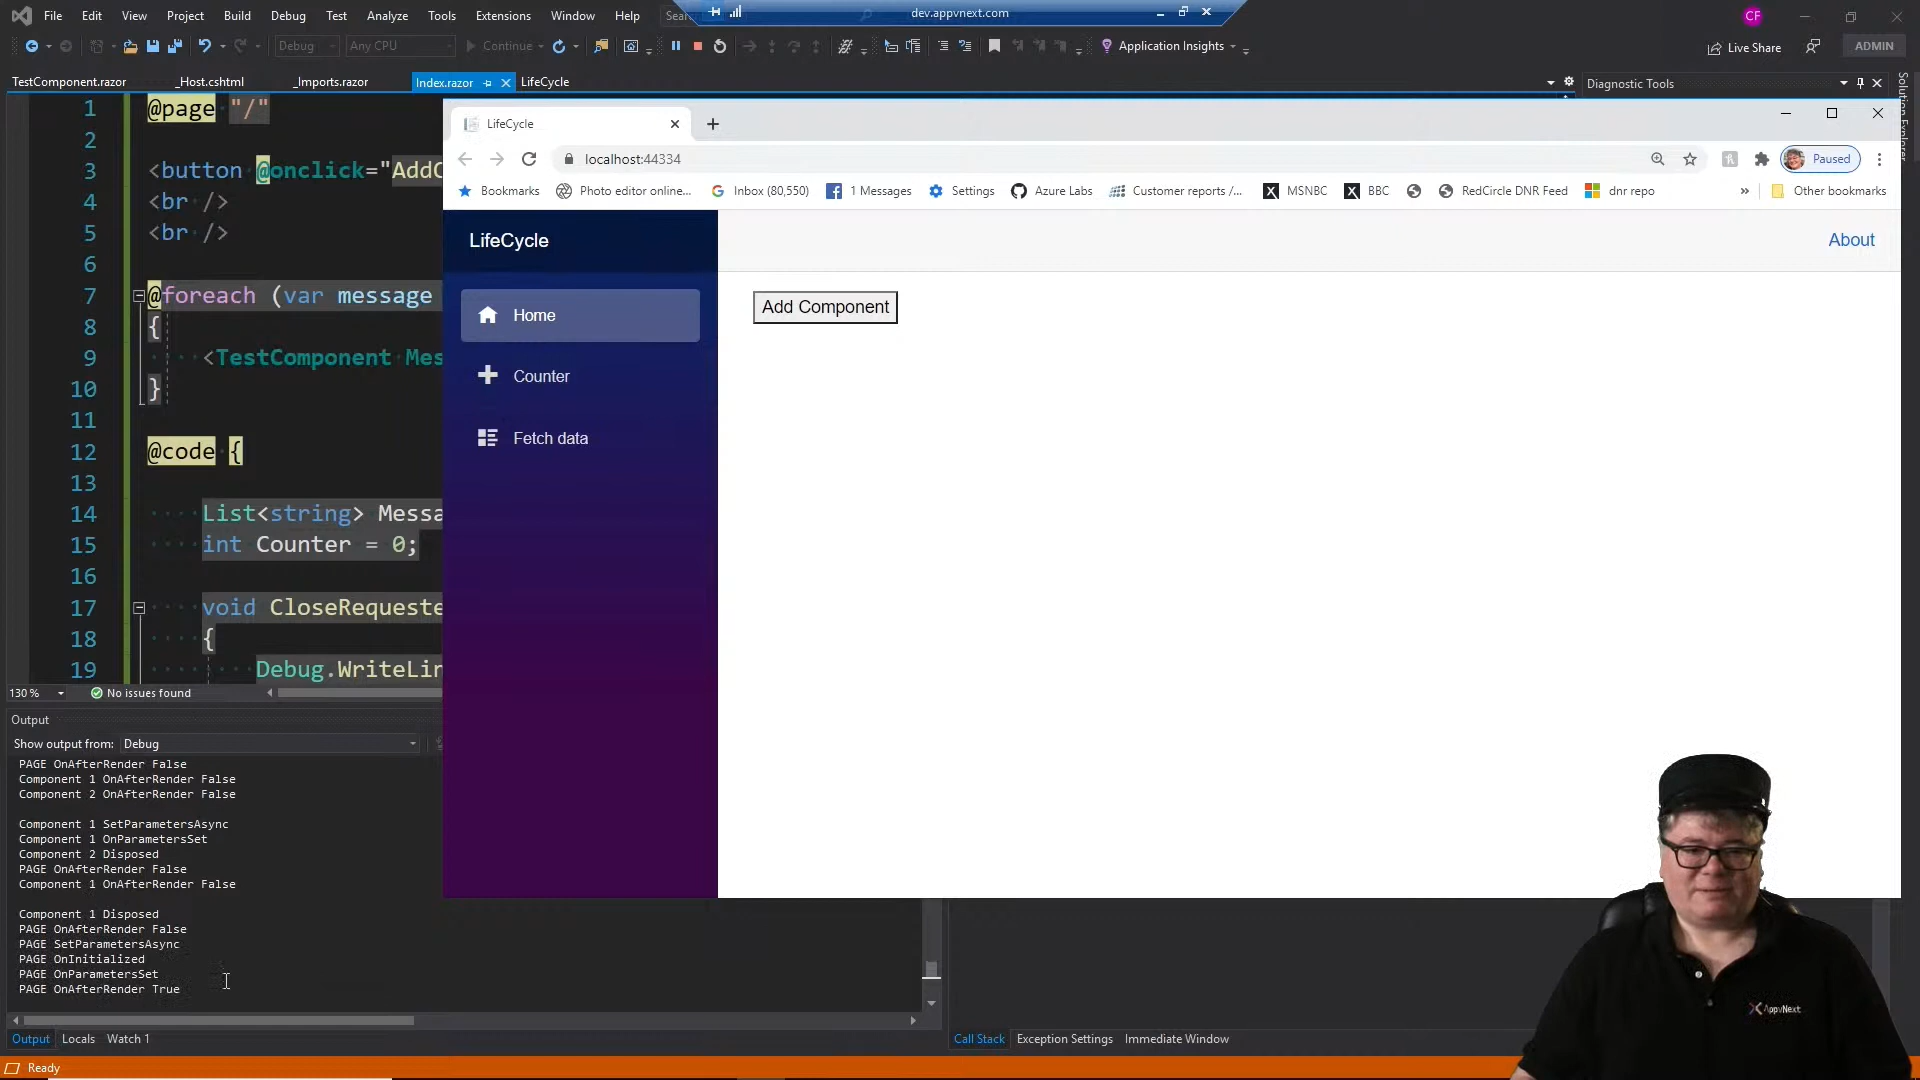 File Edit View Project Build Debug Test Analyze Tools Extensions Window Help Sear
dev.appvnext.com
CF
Debug Any CPU Continue Application Insights Live Share ADMIN
TestComponent.razor _Host.cshtml _Imports.razor Index.razor LifeCycle Diagnostic Tools
Solution Explorer
1 @page "/"
2
3 <button @onclick="AddC
4 <br />
5 <br />
6
7 @foreach (var message
8 {
9 <TestComponent Mes
10 }
11
12 @code {
13
14 List<string> Messa
15 int Counter = 0;
16
17 void CloseRequeste
18 {
19 Debug.WriteLin
130 % No issues found
LifeCycle
localhost:44334
Paused
Bookmarks Photo editor online... Inbox (80,550) 1 Messages Settings Azure Labs Customer reports /... MSNBC BBC RedCircle DNR Feed dnr repo » Other bookmarks
LifeCycle
About
Home
Add Component
Counter
Fetch data
Output
Show output from: Debug
PAGE OnAfterRender False
Component 1 OnAfterRender False
Component 2 OnAfterRender False
Component 1 SetParametersAsync
Component 1 OnParametersSet
Component 2 Disposed
PAGE OnAfterRender False
Component 1 OnAfterRender False
Component 1 Disposed
PAGE OnAfterRender False
PAGE SetParametersAsync
PAGE OnInitialized
PAGE OnParametersSet
PAGE OnAfterRender True
Output Locals Watch 1
Call Stack Exception Settings Immediate Window
AppvNext
Ready